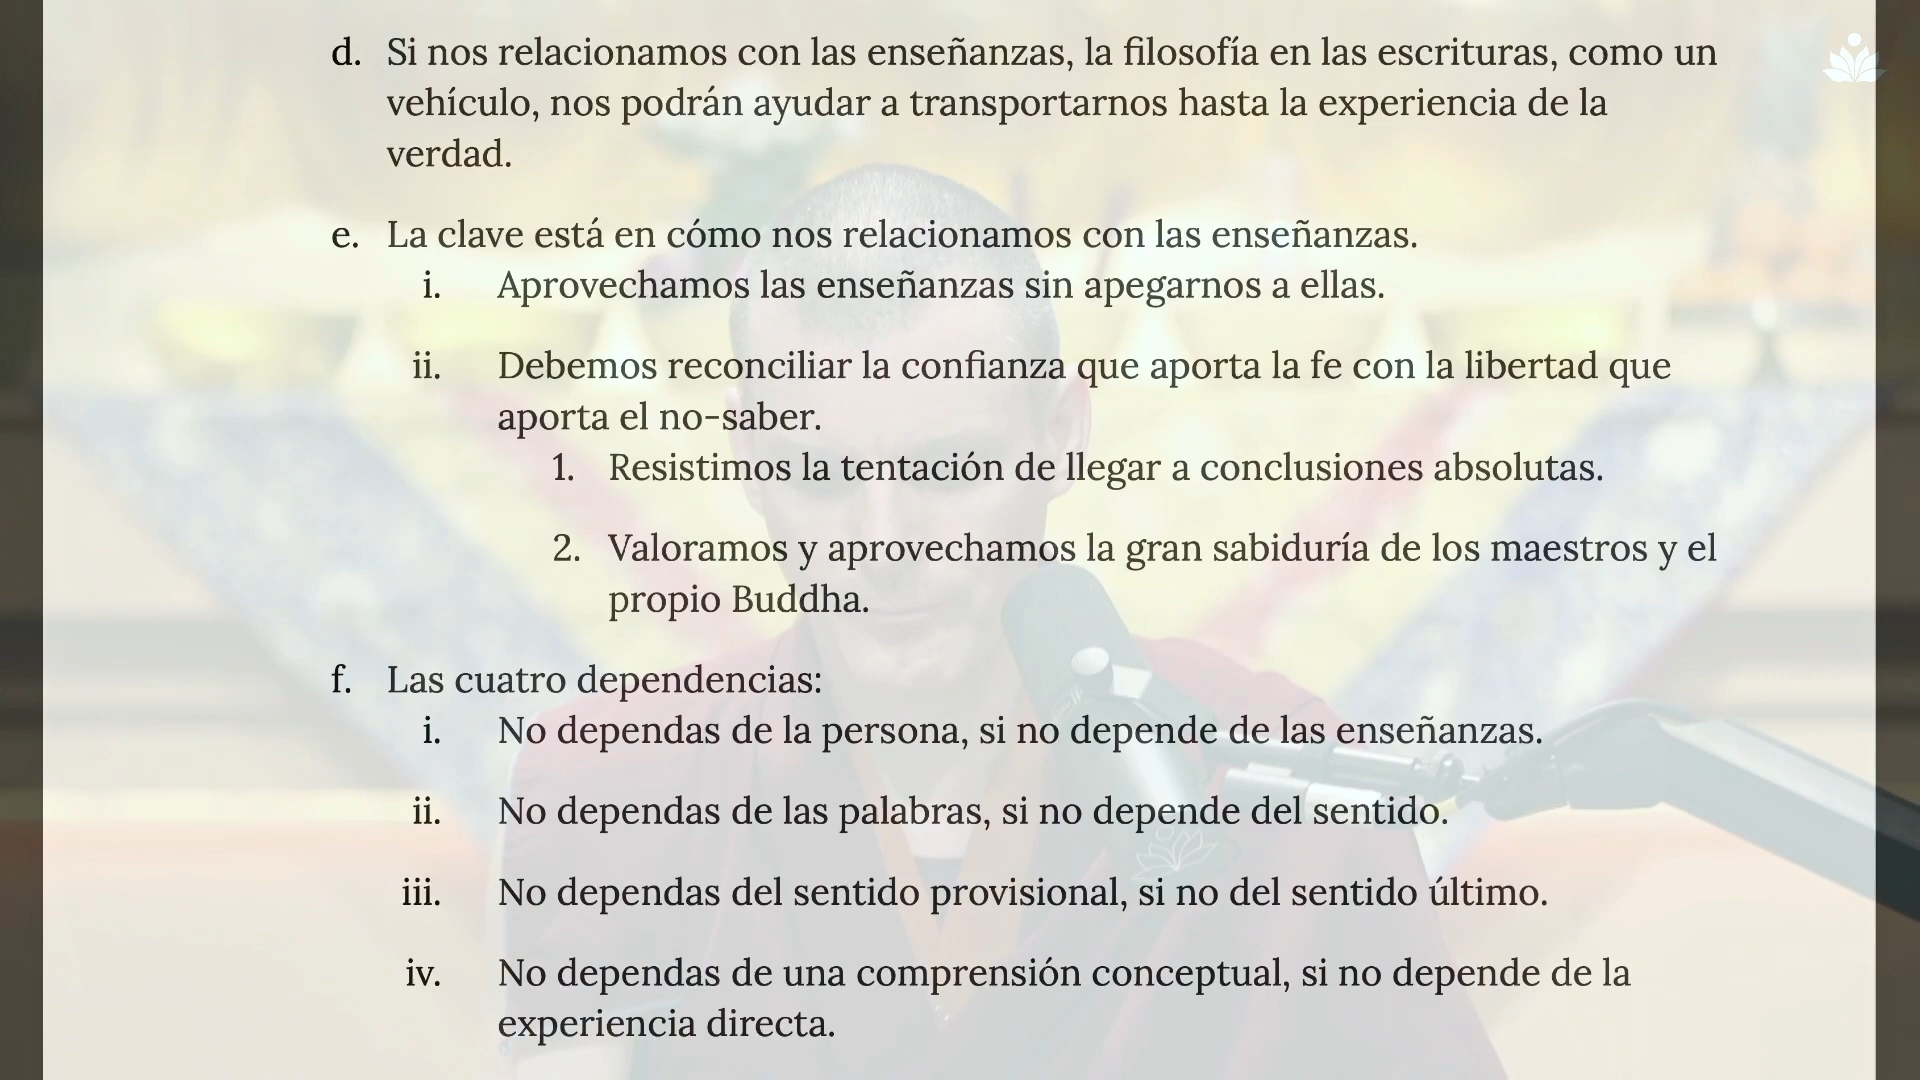 d. Si nos relacionamos con las enseñanzas, la filosofía en las escrituras, como un
vehículo, nos podrán ayudar a transportarnos hasta la experiencia de la
verdad.
e. La clave está en cómo nos relacionamos con las enseñanzas.
i. Aprovechamos las enseñanzas sin apegarnos a ellas.
ii. Debemos reconciliar la confianza que aporta la fe con la libertad que
aporta el no-saber.
1. Resistimos la tentación de llegar a conclusiones absolutas.
2. Valoramos y aprovechamos la gran sabiduría de los maestros y el
propio Buddha.
f. Las cuatro dependencias:
i. No dependas de la persona, si no depende de las enseñanzas.
ii. No dependas de las palabras, si no depende del sentido.
iii. No dependas del sentido provisional, si no del sentido último.
iv. No dependas de una comprensión conceptual, si no depende de la
experiencia directa.